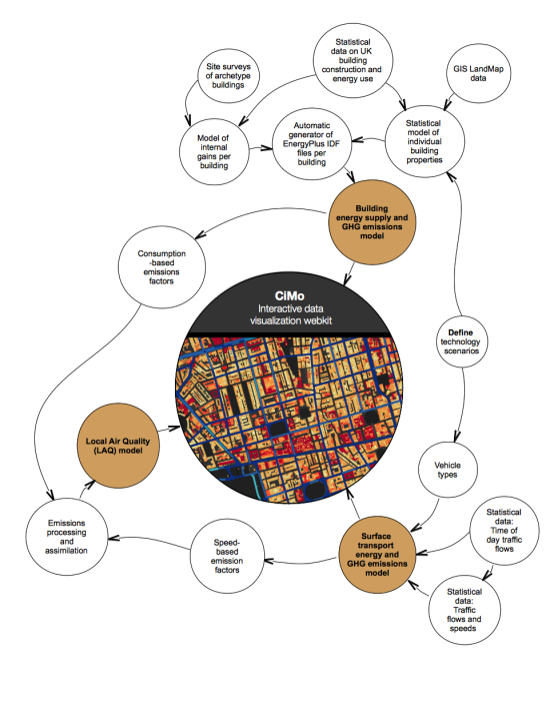 Statistical
data on UK
building
construction and
energy use
Site surveys
of archetype
buildings
GIS LandMap
data
Automatic
generator of
EnergyPlus IDF
files per
building
Statistical
model of
individual
building
properties
Model of
internal
gains per
building
Building
energy supply and
GHG emissions
model
Consumption
-based
emissions
factors
CiMo
Interactive data
visualization webkit
Define
technology
scenarios
Local Air Quality
(LAQ) model
Vehicle
types
Emissions
processing
and
assimilation
Speed-
based
emission
factors
Surface
transport
energy and
GHG emissions
model
Statistical
data:
Time of
day traffic
flows
Statistical
data:
Traffic
flows and
speeds